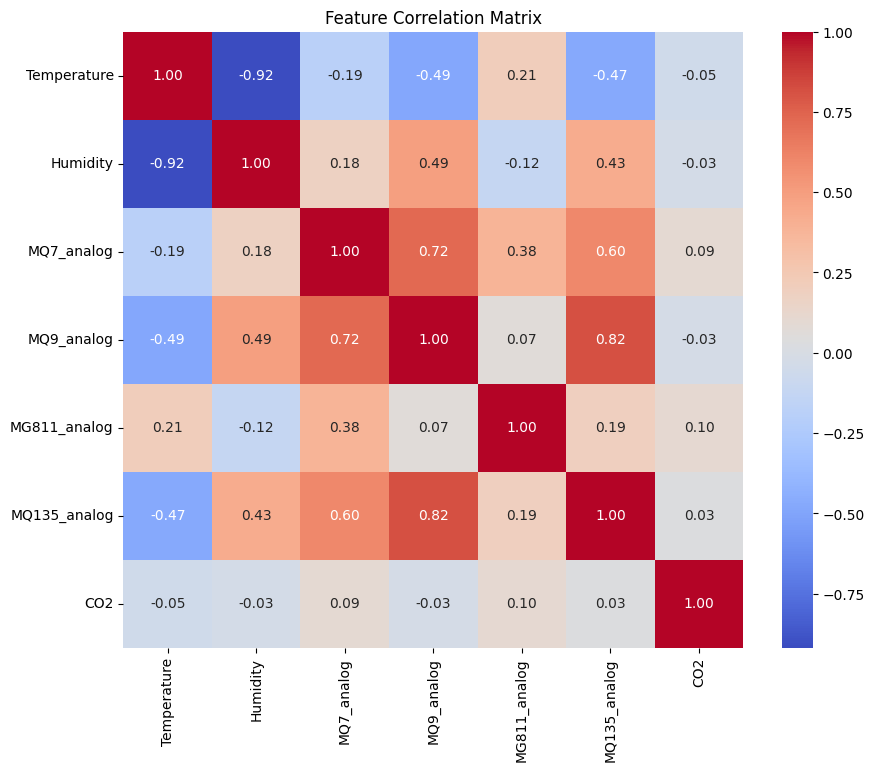 Feature Correlation Matrix
Temperature 1.00 -0.92 -0.19 -0.49 0.21 -0.47 -0.05
Humidity -0.92 1.00 0.18 0.49 -0.12 0.43 -0.03
MQ7_analog -0.19 0.18 1.00 0.72 0.38 0.60 0.09
MQ9_analog -0.49 0.49 0.72 1.00 0.07 0.82 -0.03
MG811_analog 0.21 -0.12 0.38 0.07 1.00 0.19 0.10
MQ135_analog -0.47 0.43 0.60 0.82 0.19 1.00 0.03
CO2 -0.05 -0.03 0.09 -0.03 0.10 0.03 1.00
Temperature
Humidity
MQ7_analog
MQ9_analog
MG811_analog
MQ135_analog
CO2
1.00
0.75
0.50
0.25
0.00
−0.25
−0.50
−0.75